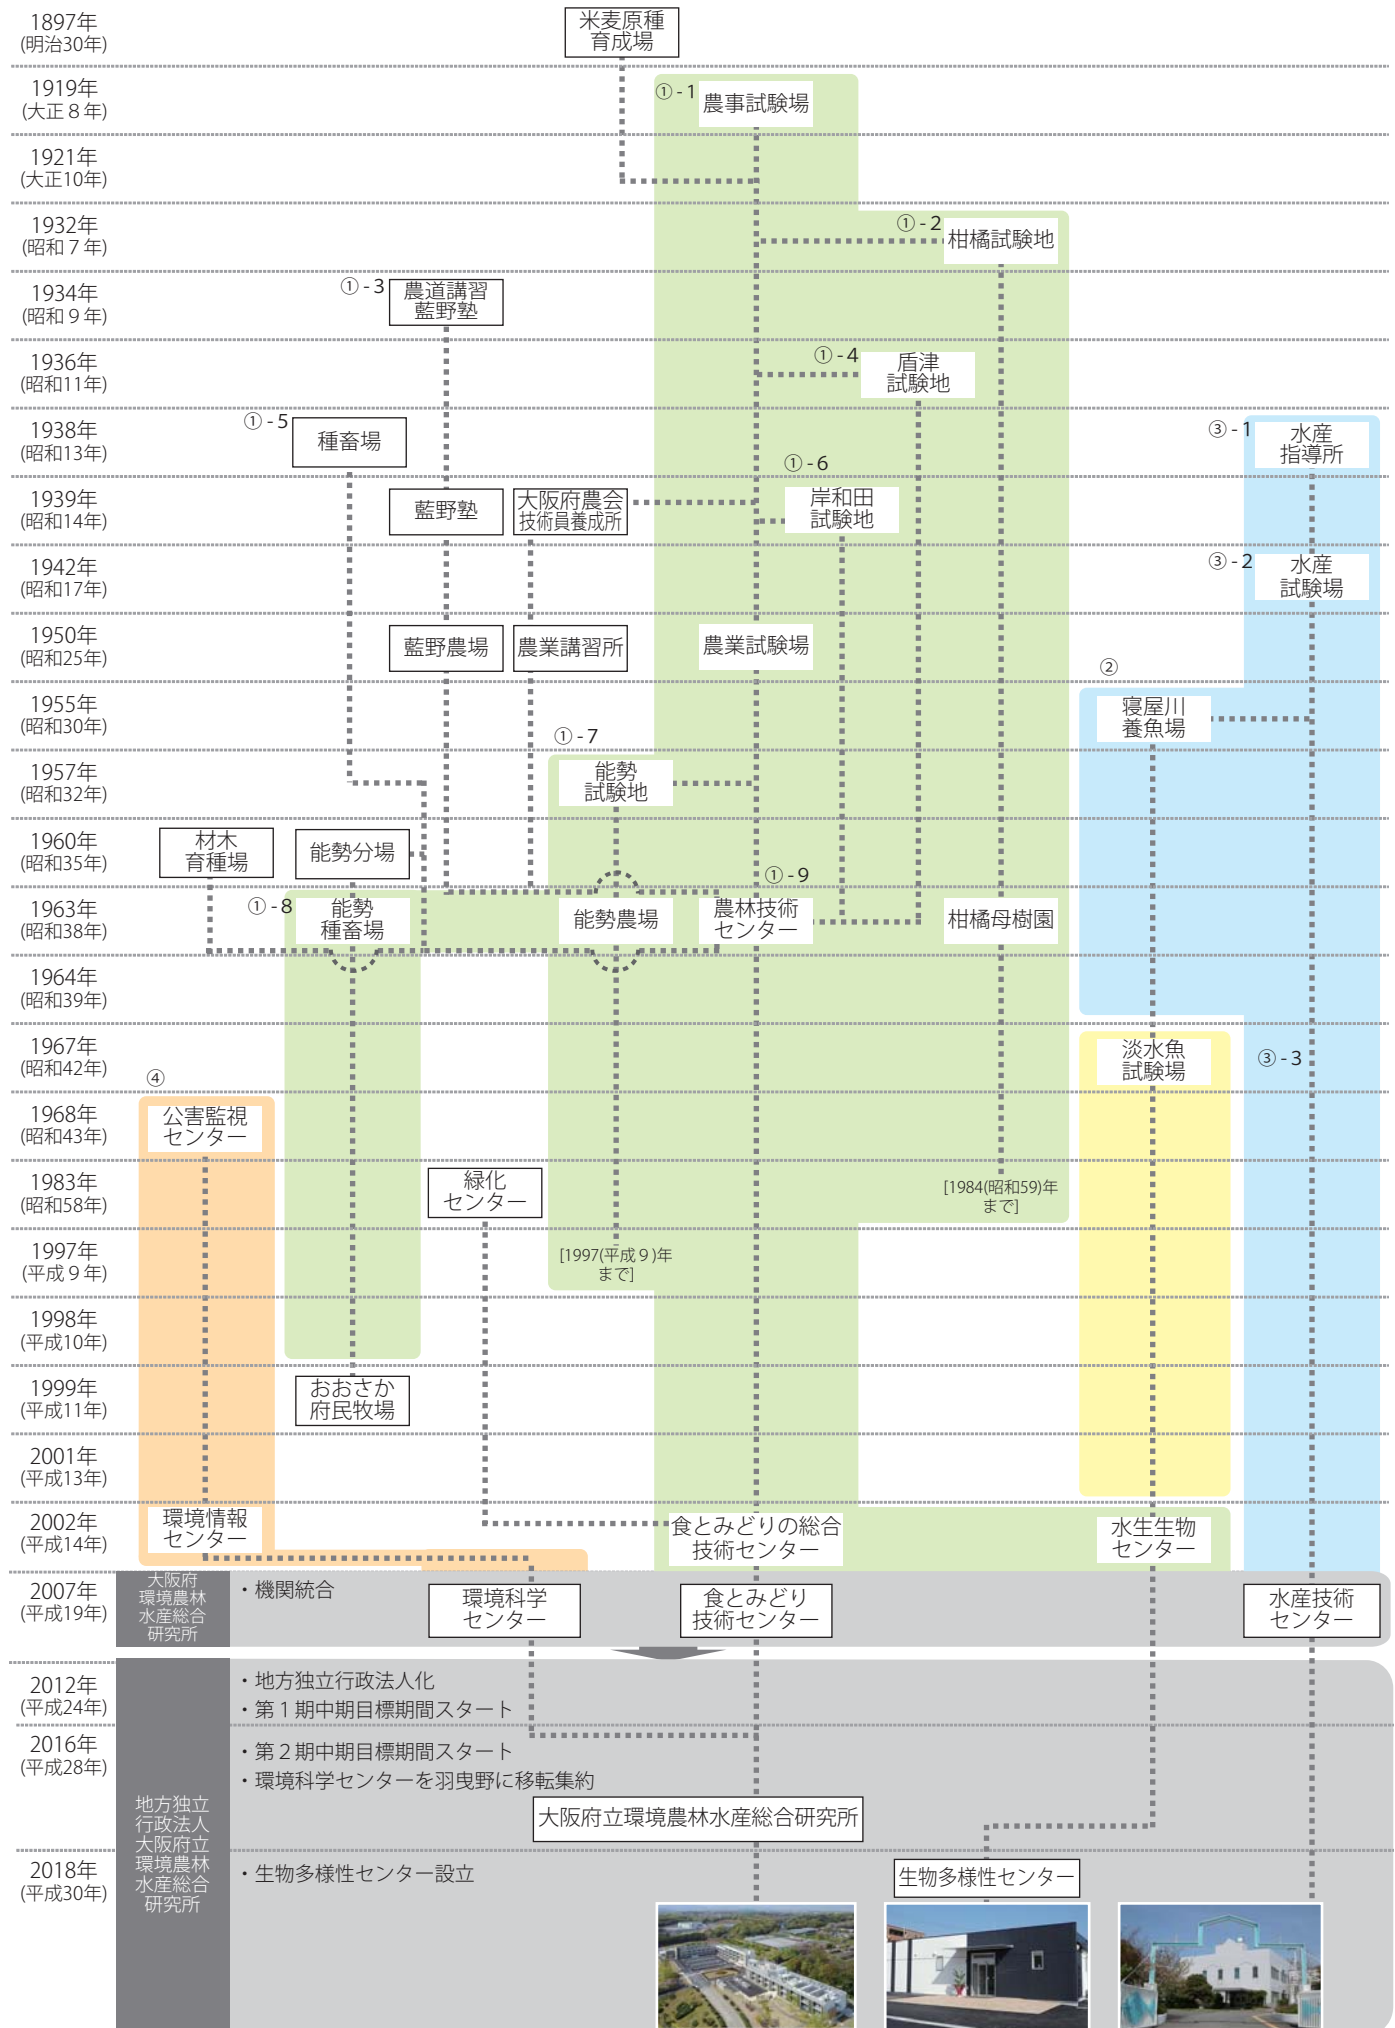 1897年
(明治30年)
米麦原種
育成場
1919年
(大正８年)
①-1
農事試験場
1921年
(大正10年)
1932年
(昭和７年)
①-2
柑橘試験地
1934年
(昭和９年)
①-3
農道講習
藍野塾
1936年
(昭和11年)
①-4
盾津
試験地
1938年
(昭和13年)
①-5
種畜場
③-1
水産
指導所
①-6
1939年
(昭和14年)
藍野塾
大阪府農会
技術員養成所
岸和田
試験地
1942年
(昭和17年)
③-2
水産
試験場
1950年
(昭和25年)
藍野農場
農業講習所
農業試験場
②
1955年
(昭和30年)
寝屋川
養魚場
①-7
1957年
(昭和32年)
能勢
試験地
1960年
(昭和35年)
材木
育種場
能勢分場
①-9
1963年
(昭和38年)
①-8
能勢
種畜場
能勢農場
農林技術
センター
柑橘母樹園
1964年
(昭和39年)
1967年
(昭和42年)
淡水魚
試験場
③-3
④
1968年
(昭和43年)
公害監視
センター
1983年
(昭和58年)
緑化
センター
[1984(昭和59)年
まで]
1997年
(平成９年)
[1997(平成９)年
まで]
1998年
(平成10年)
1999年
(平成11年)
おおさか
府民牧場
2001年
(平成13年)
2002年
(平成14年)
環境情報
センター
食とみどりの総合
技術センター
水生生物
センター
2007年
(平成19年)
大阪府
環境農林
水産総合
研究所
・機関統合
環境科学
センター
食とみどり
技術センター
水産技術
センター
2012年
(平成24年)
・地方独立行政法人化
・第１期中期目標期間スタート
2016年
(平成28年)
・第２期中期目標期間スタート
・環境科学センターを羽曳野に移転集約
地方独立
行政法人
大阪府立
環境農林
水産総合
研究所
大阪府立環境農林水産総合研究所
2018年
(平成30年)
・生物多様性センター設立
生物多様性センター